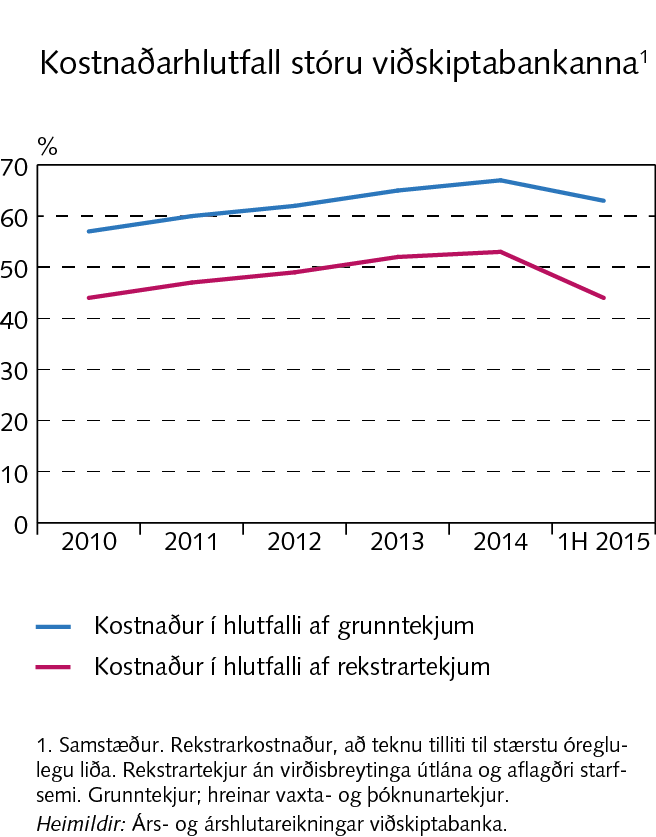 Kostnaðarhlutfall stóru viðskiptabankanna¹
%
70
60
50
40
30
20
10
0
2010 2011 2012 2013 2014 1H 2015
Kostnaður í hlutfalli af grunntekjum
Kostnaður í hlutfalli af rekstrartekjum
1. Samstæður. Rekstrarkostnaður, að teknu tilliti til stærstu óreglu-
legu liða. Rekstrartekjur án virðisbreytinga útlána og aflagðri starf-
semi. Grunntekjur; hreinar vaxta- og þóknunartekjur.
Heimildir: Árs- og árshlutareikningar viðskiptabanka.